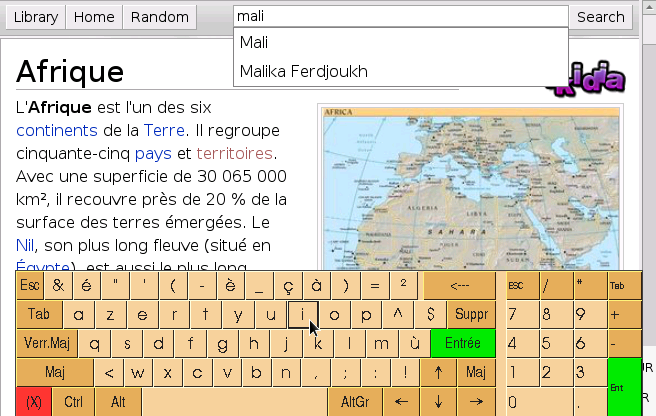 Library Home Random mali Search
Mali
Malika Ferdjoukh
Afrique
L'Afrique est l'un des six
continents de la Terre. Il regroupe
cinquante-cinq pays et territoires.
Avec une superficie de 30 065 000
km², il recouvre près de 20 % de la
surface des terres émergées. Le
Nil, son plus long fleuve (situé en
Égypte), est aussi le plus long
AFRICA
ALGERIA
LIBYA
EGYPT
SAHARA
Esc & é " ' ( - è _ ç à ) = ² <--- ESC / * Tab
Tab a z e r t y u i o p ^ $ Suppr 7 8 9 +
Verr.Maj q s d f g h j k l m ù Entrée 4 5 6 -
Maj < w x c v b n , ; : ! ↑ Maj 1 2 3 Ent
(X) Ctrl Alt AltGr ← ↓ → 0 .